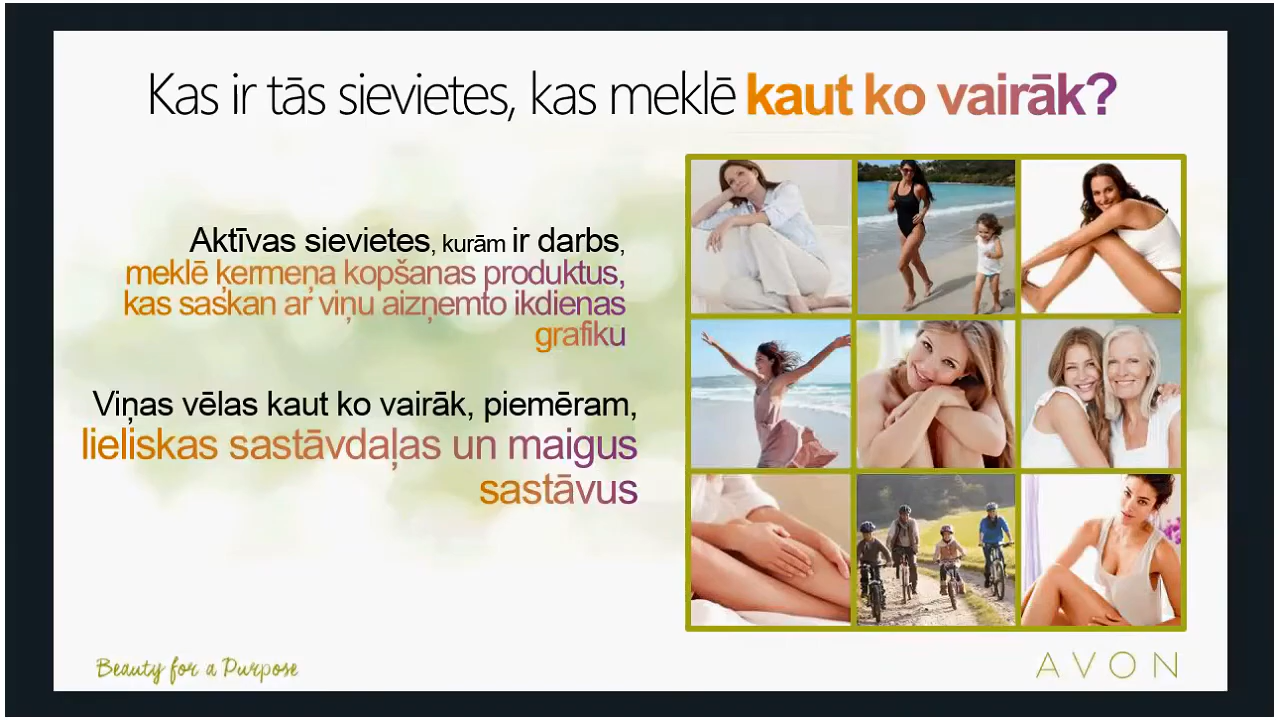 Kas ir tās sievietes, kas meklē kaut ko vairāk?
Aktīvas sievietes, kurām ir darbs,
meklē ķermeņa kopšanas produktus,
kas saskan ar viņu aizņemto ikdienas
grafiku
Viņas vēlas kaut ko vairāk, piemēram,
lieliskas sastāvdaļas un maigus
sastāvus
Beauty for a Purpose
AVON